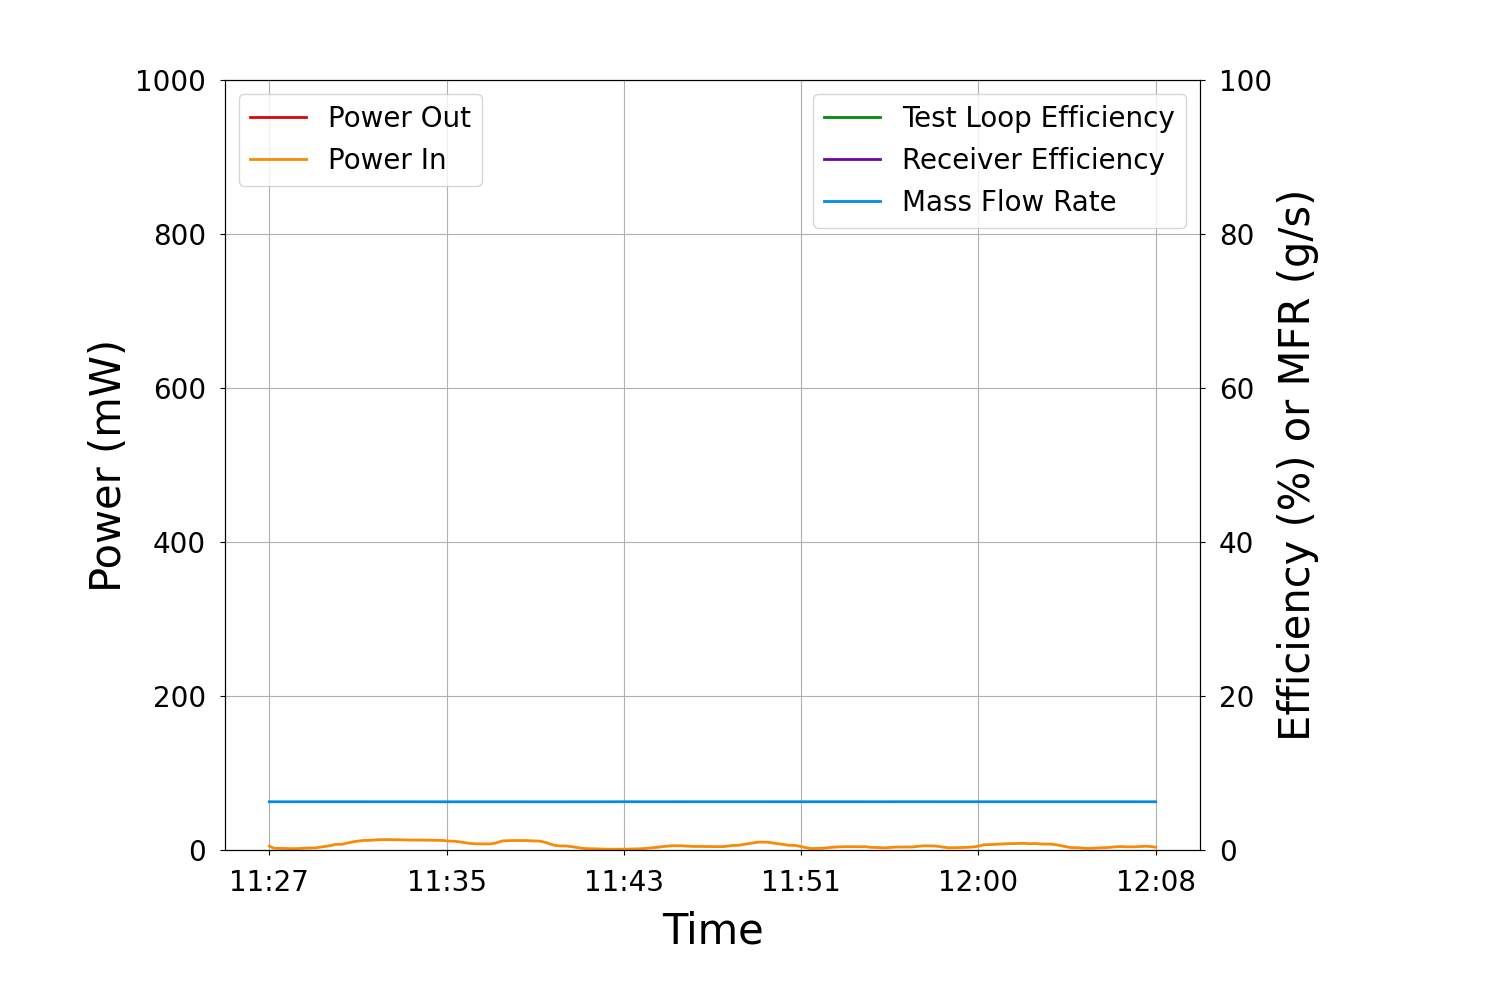 1000
800
600
400
200
0
Power (mW)
Power Out
Power In
Test Loop Efficiency
Receiver Efficiency
Mass Flow Rate
100
80
60
40
20
0
Efficiency (%) or MFR (g/s)
11:27 11:35 11:43 11:51 12:00 12:08
Time